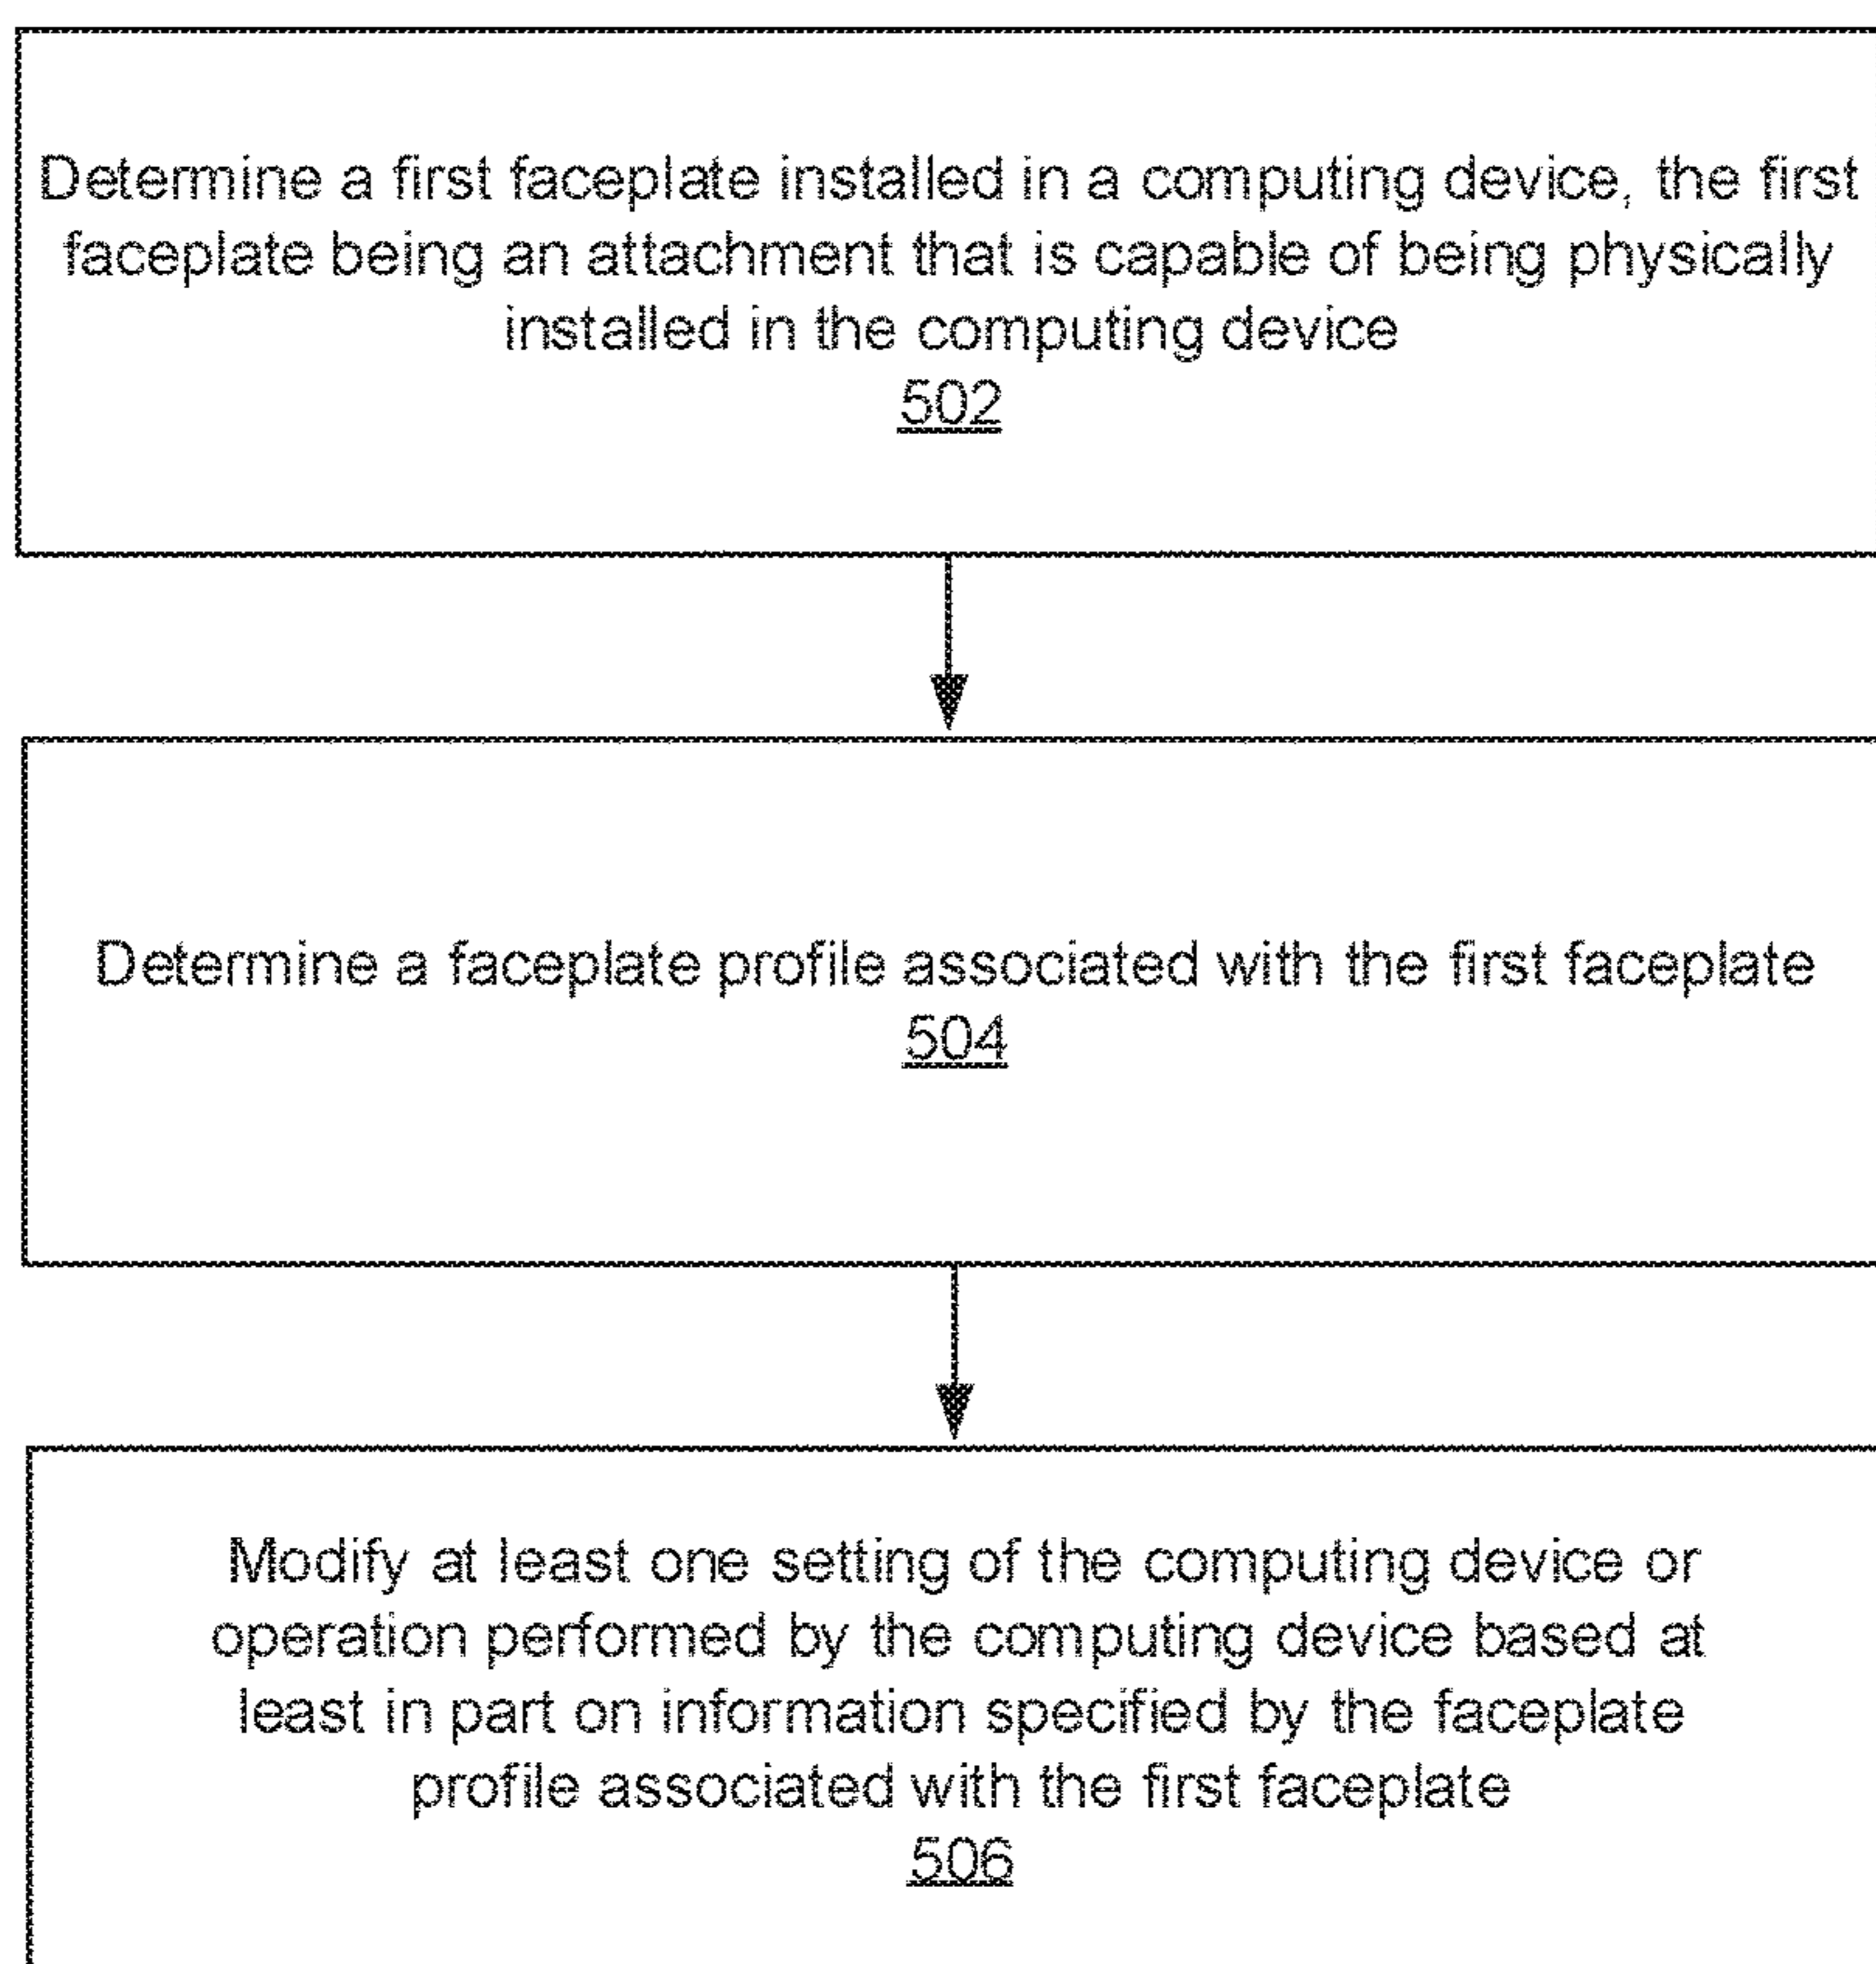 Determine a first faceplate installed in a computing device, the first
faceplate being an attachment that is capable of being physically
installed in the computing device
502
Determine a faceplate profile associated with the first faceplate
504
Modify at least one setting of the computing device or
operation performed by the computing device based at
least in part on information specified by the faceplate
profile associated with the first faceplate
506